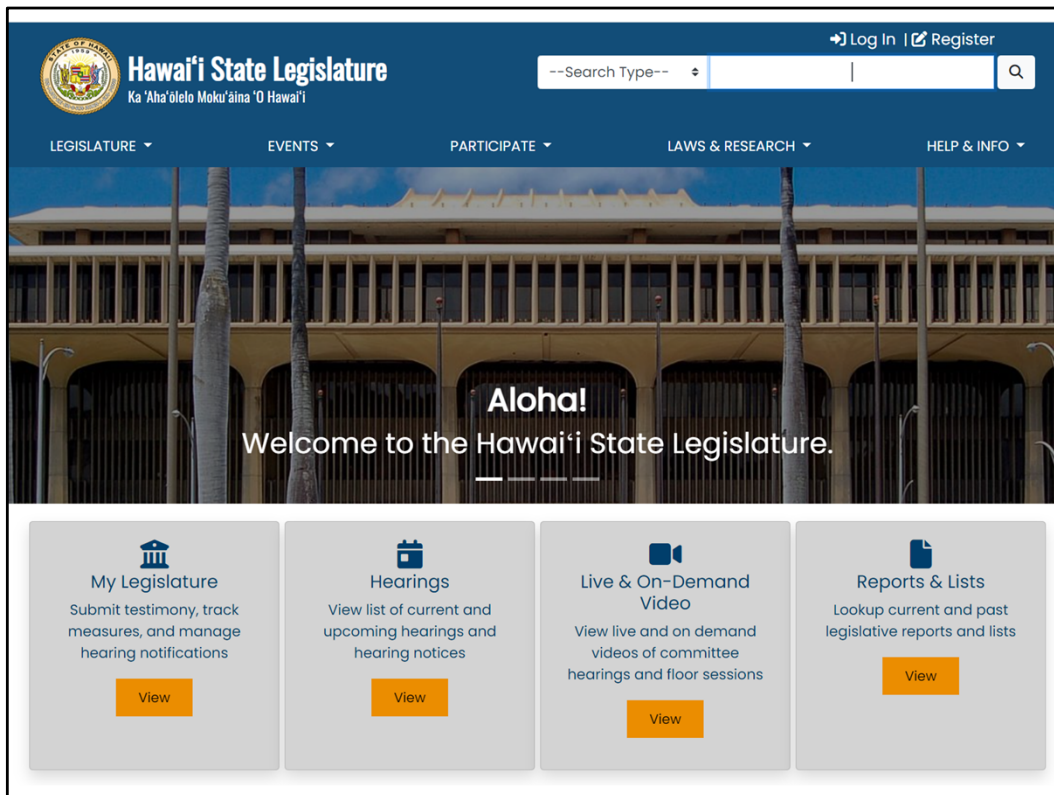 Log In | Register
STATE OF HAWAII
1959
Hawaiʻi State Legislature
Ka ʻAhaʻōlelo Mokuʻāina ʻO Hawaiʻi
--Search Type--
LEGISLATURE
EVENTS
PARTICIPATE
LAWS & RESEARCH
HELP & INFO
Aloha!
Welcome to the Hawaiʻi State Legislature.
My Legislature
Submit testimony, track
measures, and manage
hearing notifications
View
Hearings
View list of current and
upcoming hearings and
hearing notices
View
Live & On-Demand
Video
View live and on demand
videos of committee
hearings and floor sessions
View
Reports & Lists
Lookup current and past
legislative reports and lists
View